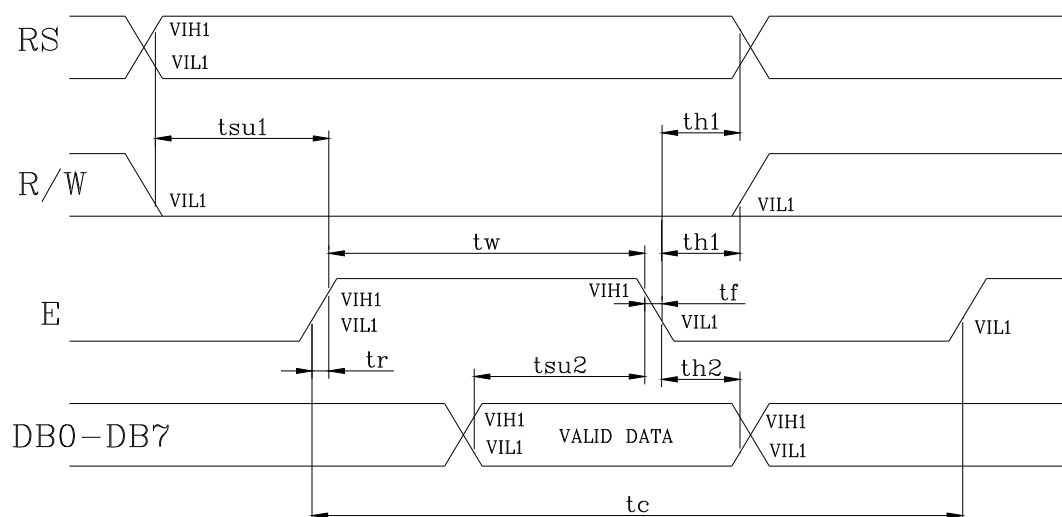 RS
VIH1
VIL1
tsu1
th1
R/W
VIL1
VIL1
tw
th1
E
VIH1
VIL1
VIH1
tf
VIL1
VIL1
tr
tsu2
th2
DB0-DB7
VIH1
VIL1
VALID DATA
VIH1
VIL1
tc